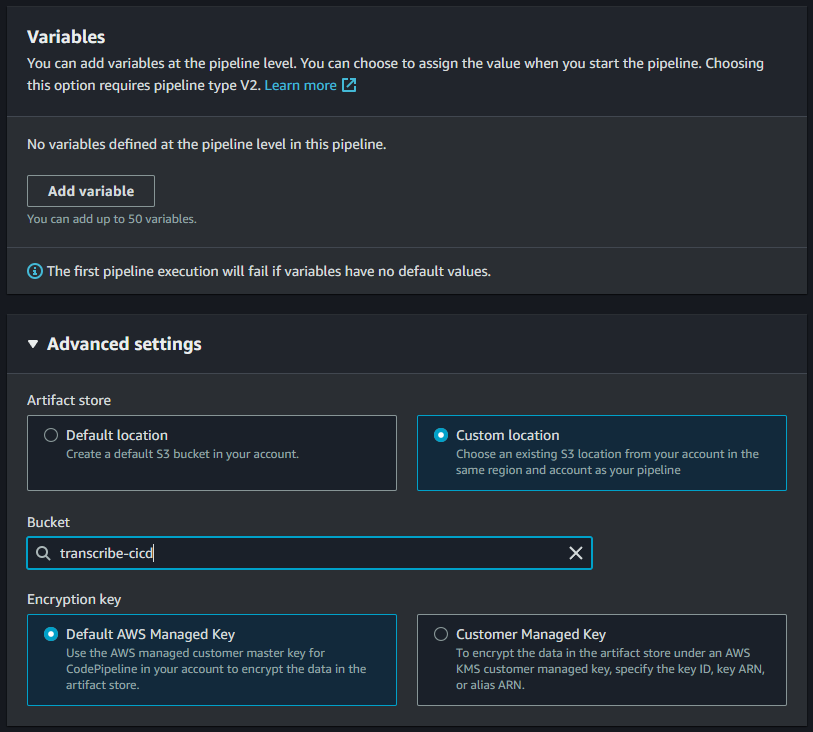 Variables
You can add variables at the pipeline level. You can choose to assign the value when you start the pipeline. Choosing
this option requires pipeline type V2. Learn more
No variables defined at the pipeline level in this pipeline.
Add variable
You can add up to 50 variables.
The first pipeline execution will fail if variables have no default values.
Advanced settings
Artifact store
Default location
Create a default S3 bucket in your account.
Custom location
Choose an existing S3 location from your account in the
same region and account as your pipeline
Bucket
transcribe-cicd
Encryption key
Default AWS Managed Key
Use the AWS managed customer master key for
CodePipeline in your account to encrypt the data in the
artifact store.
Customer Managed Key
To encrypt the data in the artifact store under an AWS
KMS customer managed key, specify the key ID, key ARN,
or alias ARN.